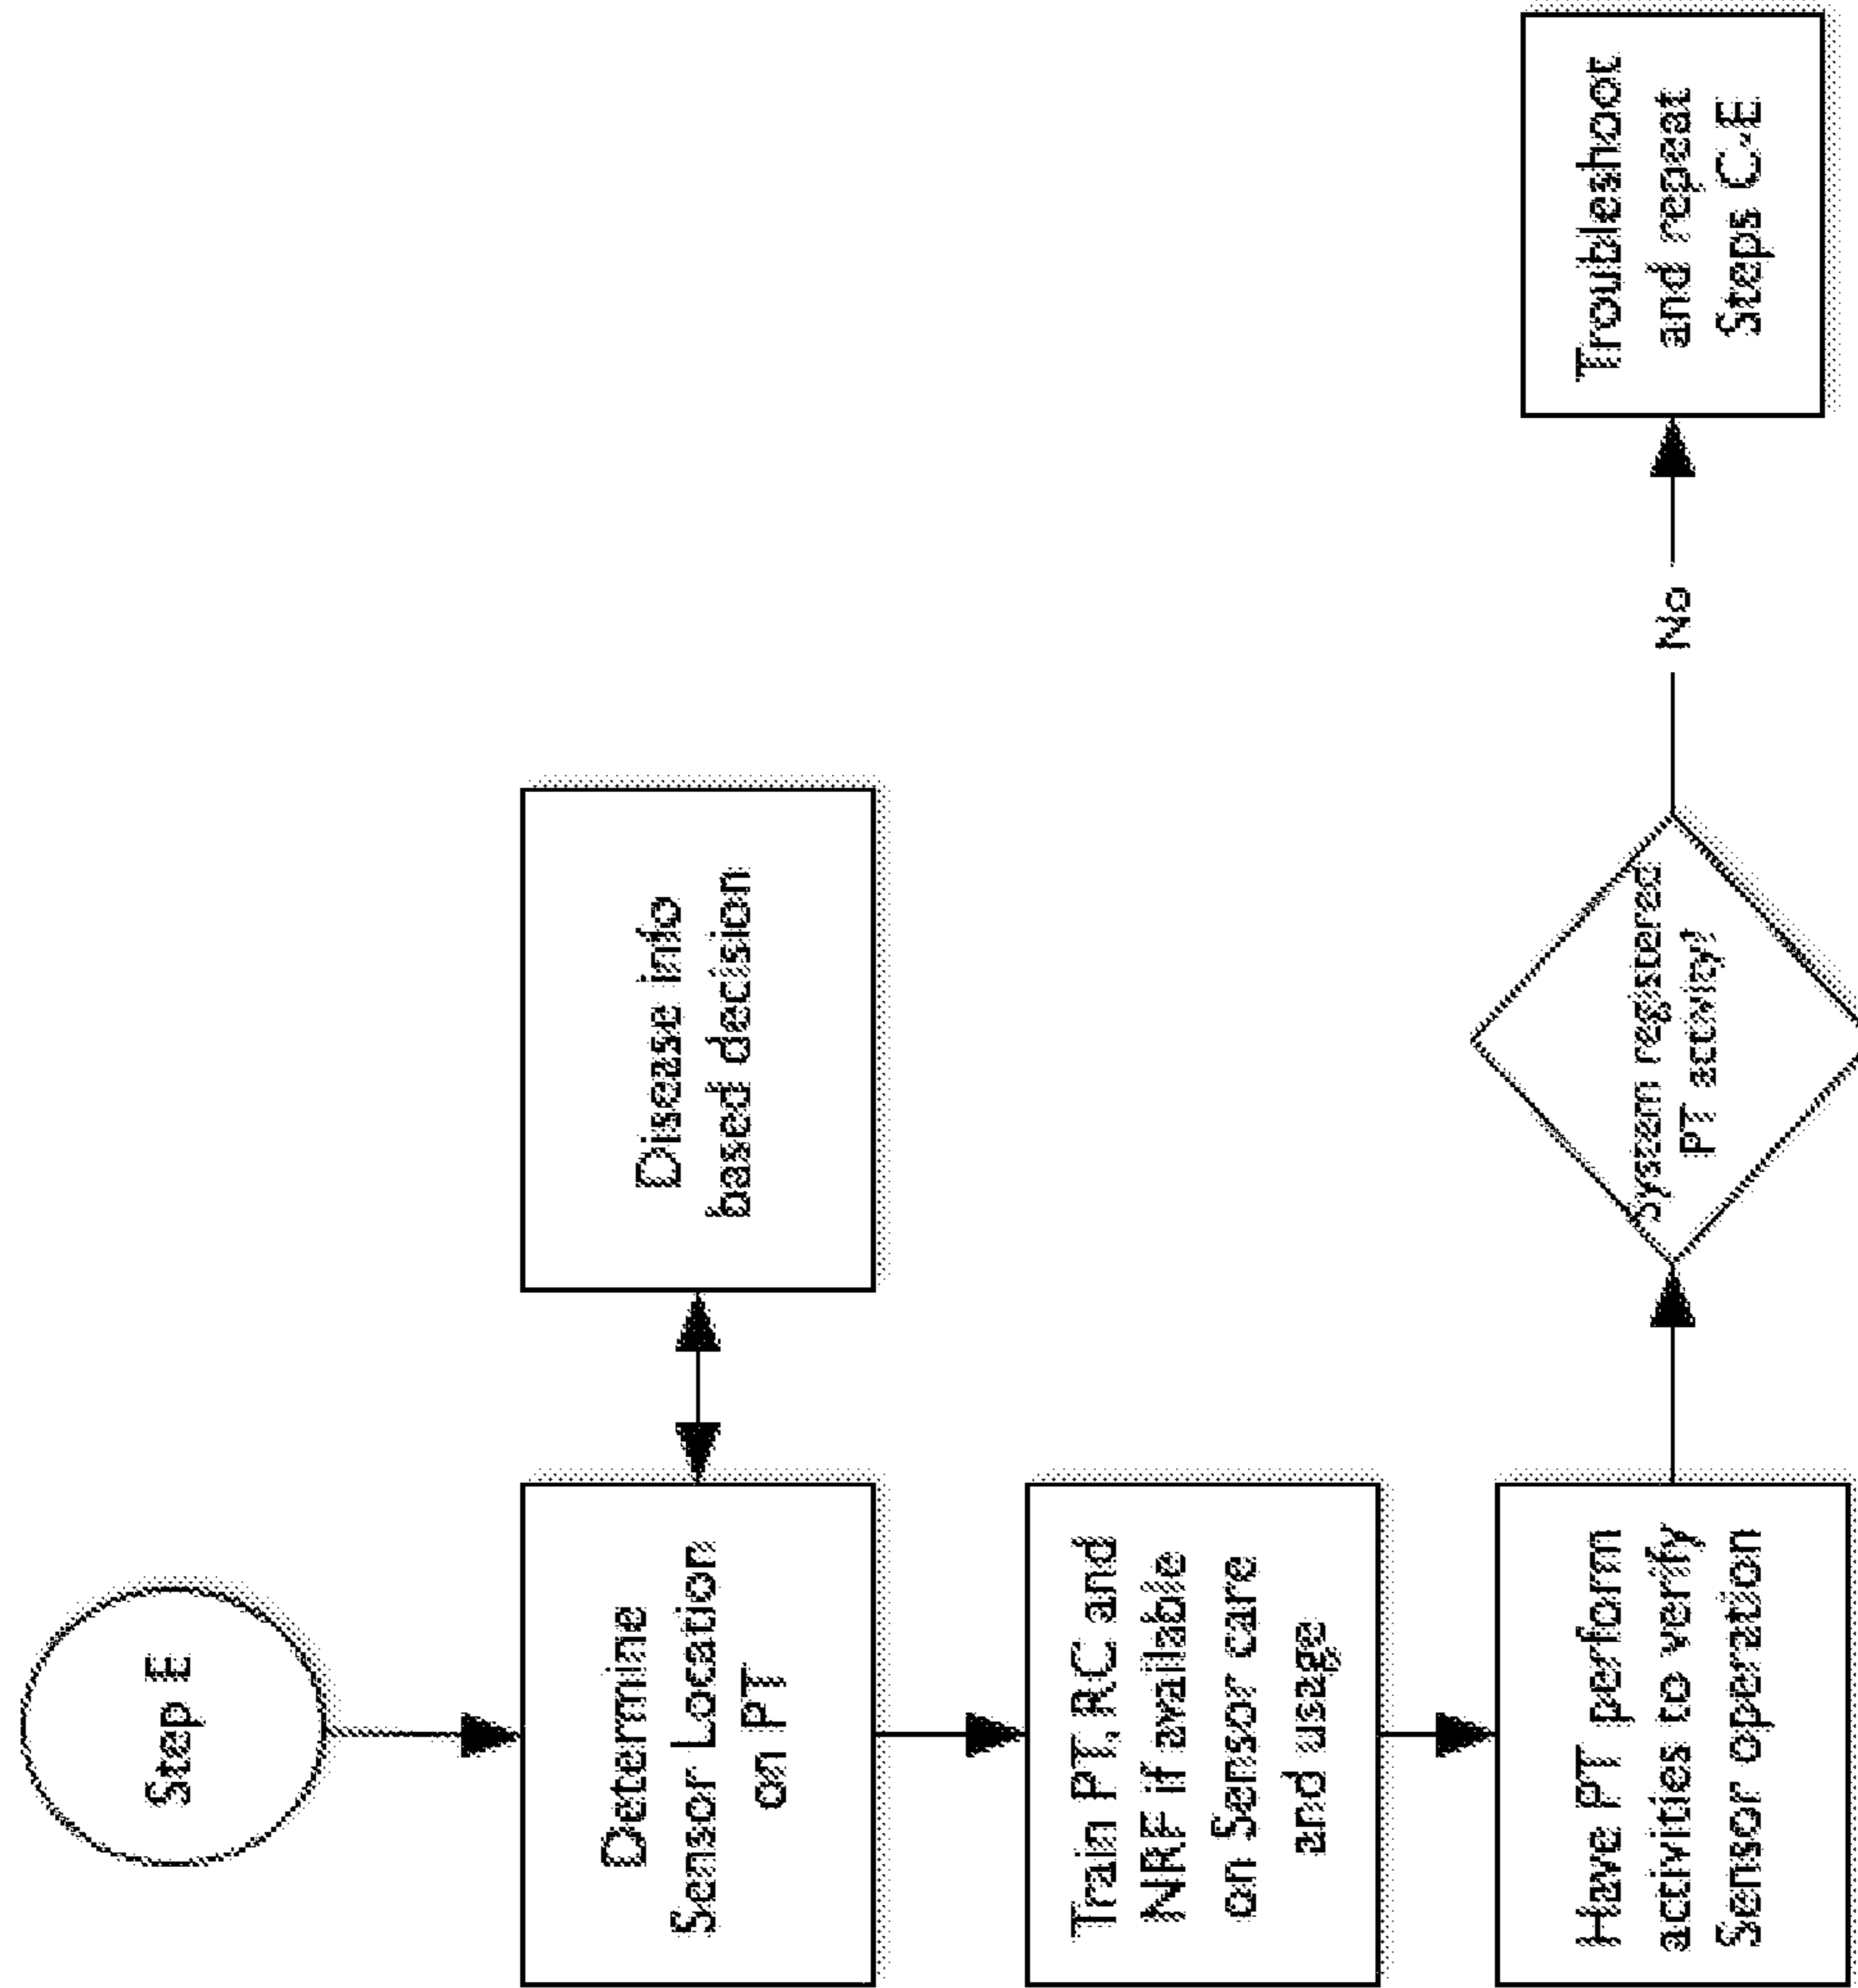 Step E
Determine
Sensor Location
on PT
Disease info
based decision
Train PT, RC and
NRF if available
on Sensor care
and usage
Have PT perform
activities to verify
Sensor operation
System registered
PT activity?
No
Troubleshoot
and repeat
Steps C-E